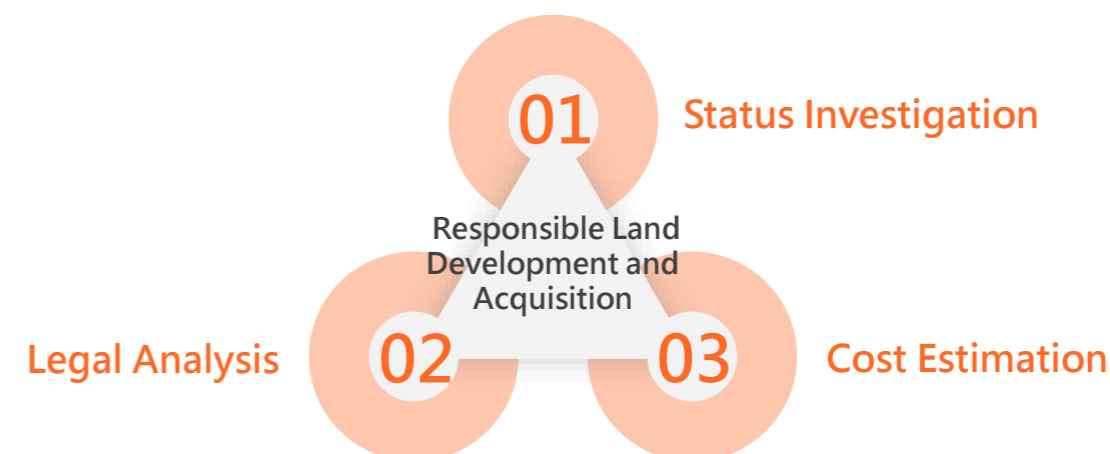 01
Status Investigation
Responsible Land
Development and
Acquisition
Legal Analysis
02
03
Cost Estimation